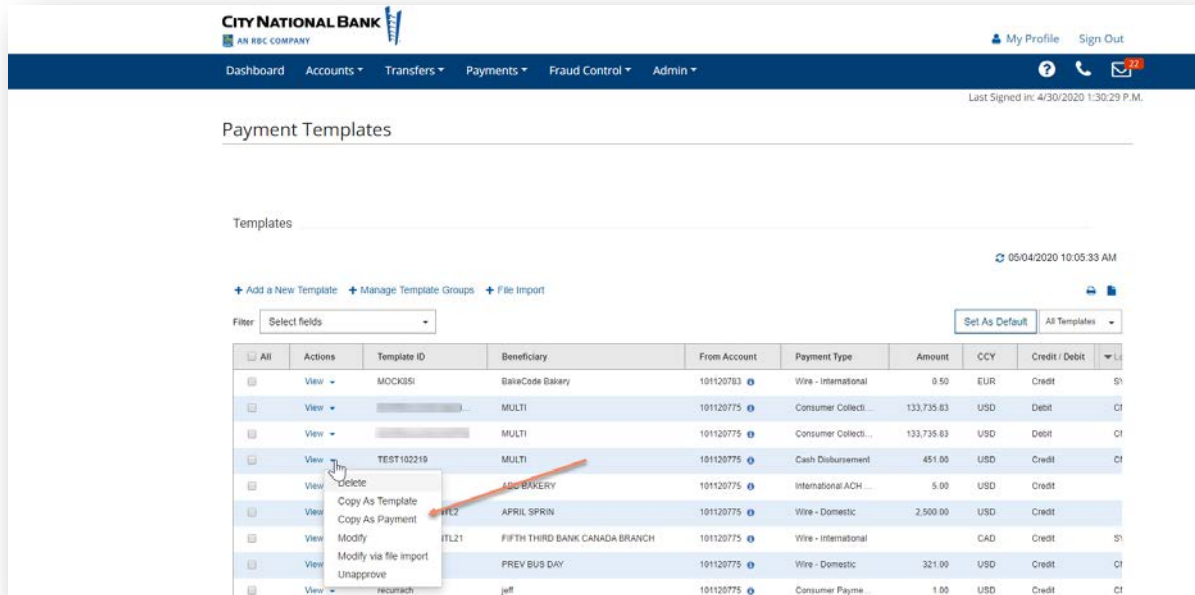 CITY NATIONAL BANK
AN RBC COMPANY
My Profile Sign Out
Dashboard Accounts Transfers Payments Fraud Control Admin 22
Last Signed in: 4/30/2020 1:30:29 P.M.
Payment Templates
Templates
05/04/2020 10:05:33 AM
+ Add a New Template + Manage Template Groups + File Import
Filter Select fields Set As Default All Templates
All Actions Template ID Beneficiary From Account Payment Type Amount CCY Credit / Debit
View BakeCode Bakery 101120783 Wire - International 0.50 EUR Credit
View MULTI 101120775 Consumer Collecti... 133,735.83 USD Debit
View MULTI 101120775 Consumer Collecti... 133,735.83 USD Debit
View TEST102219 MULTI 101120775 Cash Disbursement 451.00 USD Credit
View BAKERY 101120775 International ACH ... 5.00 USD Credit
View APRIL SPRIN 101120775 Wire - Domestic 2,500.00 USD Credit
View FIFTH THIRD BANK CANADA BRANCH 101120775 Wire - International CAD Credit
View PREV BUS DAY 101120775 Wire - Domestic 321.00 USD Credit
View recurrach jeff 101120775 Consumer Payme... 1.00 USD Credit
Delete
Copy As Template
Copy As Payment
Modify
Modify via file import
Unapprove